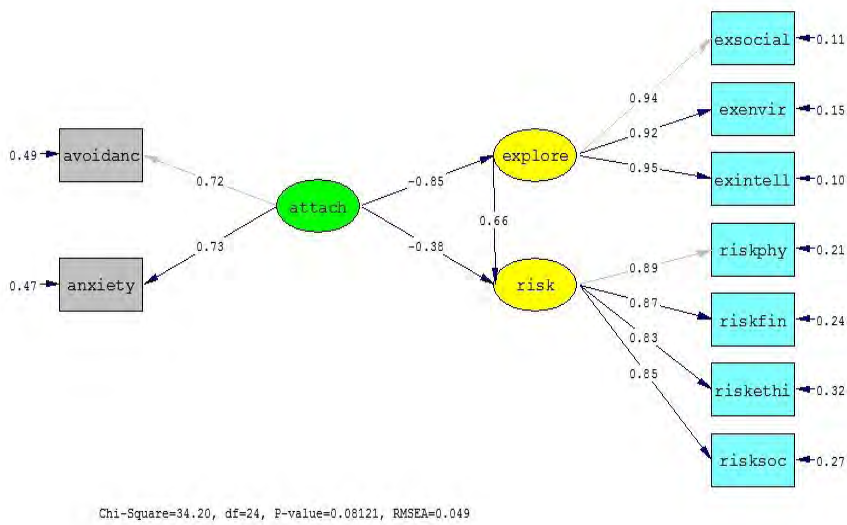 exsocial
0.11
0.94
exenvir
0.15
0.92
0.49
avoidanc
explore
0.95
exintell
0.10
0.72
-0.85
attach
0.66
0.73
-0.38
riskphy
0.21
0.89
0.47
anxiety
risk
0.87
riskfin
0.24
0.83
0.85
riskethi
0.32
risksoc
0.27
Chi-Square=34.20, df=24, P-value=0.08121, RMSEA=0.049